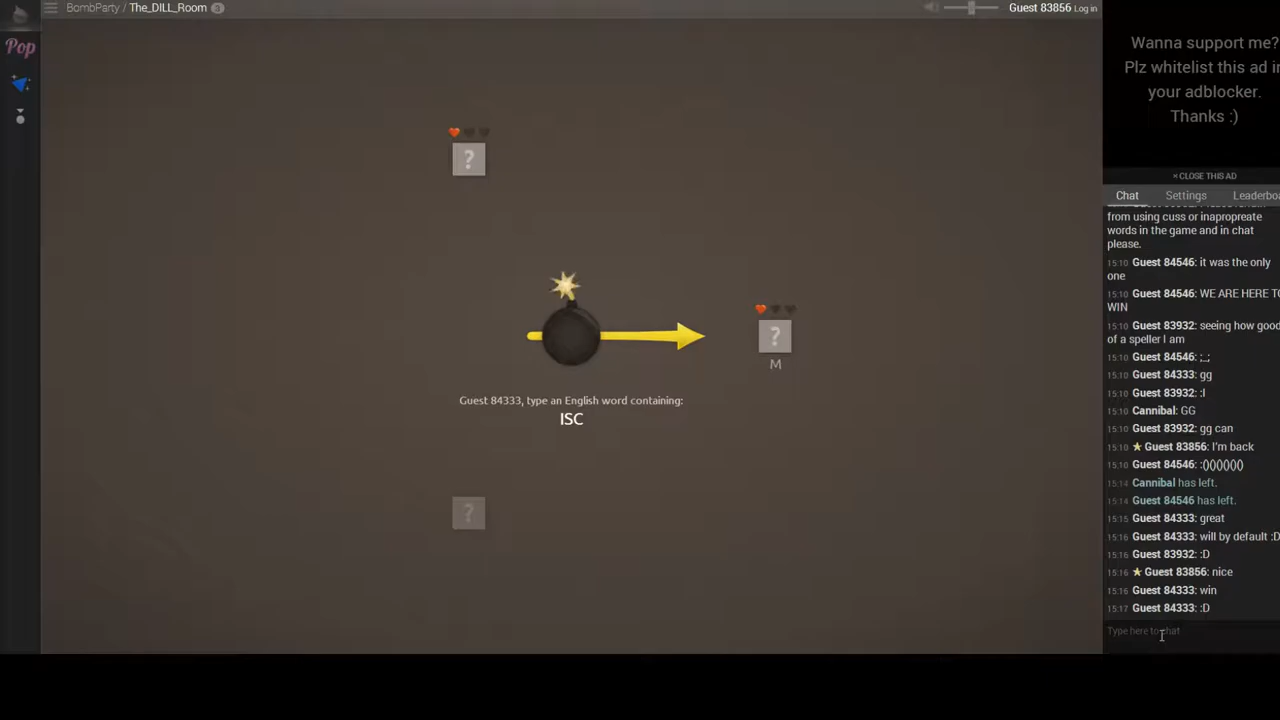 BombParty / The_DILL_Room 3
Guest 83856 Log in
Pop
Wanna support me?
Plz whitelist this ad in
your adblocker.
Thanks :)
× CLOSE THIS AD
Chat Settings Leaderboa
?
?
M
Guest 84333, type an English word containing:
ISC
?
from using cuss or inapropreate
words in the game and in chat
please.
15:10 Guest 84546: it was the only
one
15:10 Guest 84546: WE ARE HERE TO
WIN
15:10 Guest 83932: seeing how good
of a speller I am
15:10 Guest 84546: ;_;
15:10 Guest 84333: gg
15:10 Guest 83932: :I
15:10 Cannibal: GG
15:10 Guest 83932: gg can
15:10 ★ Guest 83856: I'm back
15:10 Guest 84546: :()()()()()()
15:14 Cannibal has left.
15:14 Guest 84546 has left.
15:15 Guest 84333: great
15:16 Guest 84333: will by default :D
15:16 Guest 83932: :D
15:16 ★ Guest 83856: nice
15:16 Guest 84333: win
15:17 Guest 84333: :D
Type here to chat